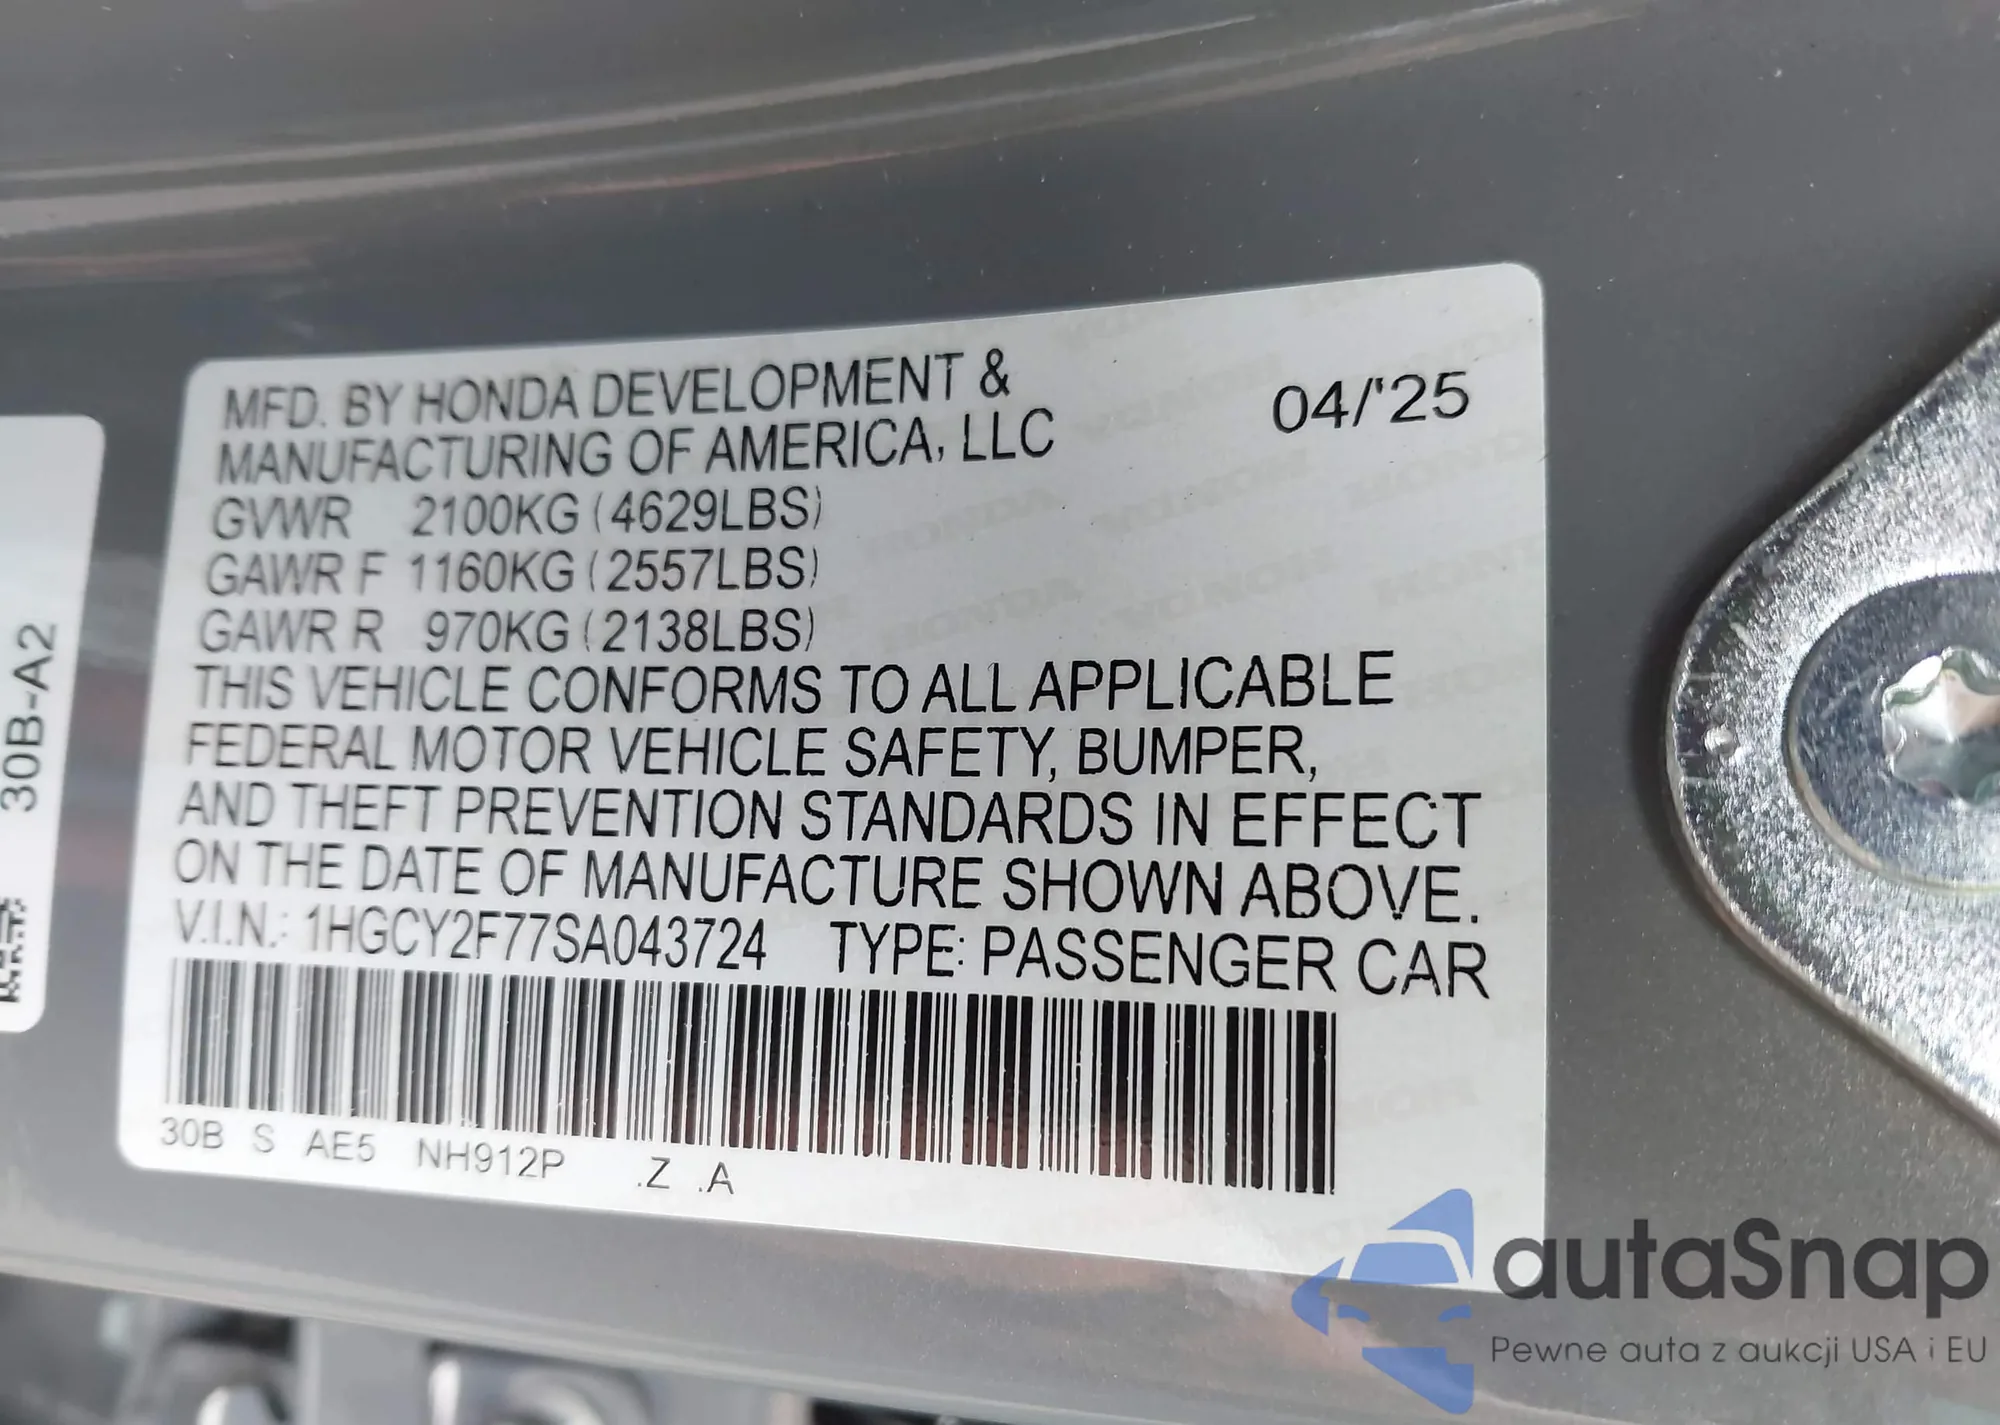 MFD. BY HONDA DEVELOPMENT &
MANUFACTURING OF AMERICA, LLC
04/'25
GVWR 2100KG (4629LBS)
GAWR F 1160KG (2557LBS)
GAWR R 970KG (2138LBS)
THIS VEHICLE CONFORMS TO ALL APPLICABLE
FEDERAL MOTOR VEHICLE SAFETY, BUMPER,
AND THEFT PREVENTION STANDARDS IN EFFECT
ON THE DATE OF MANUFACTURE SHOWN ABOVE.
V.I.N.: 1HGCY2F77SA043724 TYPE: PASSENGER CAR
30B S AE5 NH912P .Z .A
30B-A2
autaSnap
Pewne auta z aukcji USA i EU